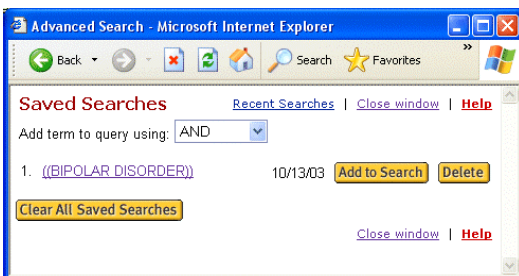 Advanced Search - Microsoft Internet Explorer
Back Search Favorites »
Saved Searches Recent Searches | Close window | Help
Add term to query using: AND
1. ((BIPOLAR DISORDER)) 10/13/03 Add to Search Delete
Clear All Saved Searches
Close window | Help